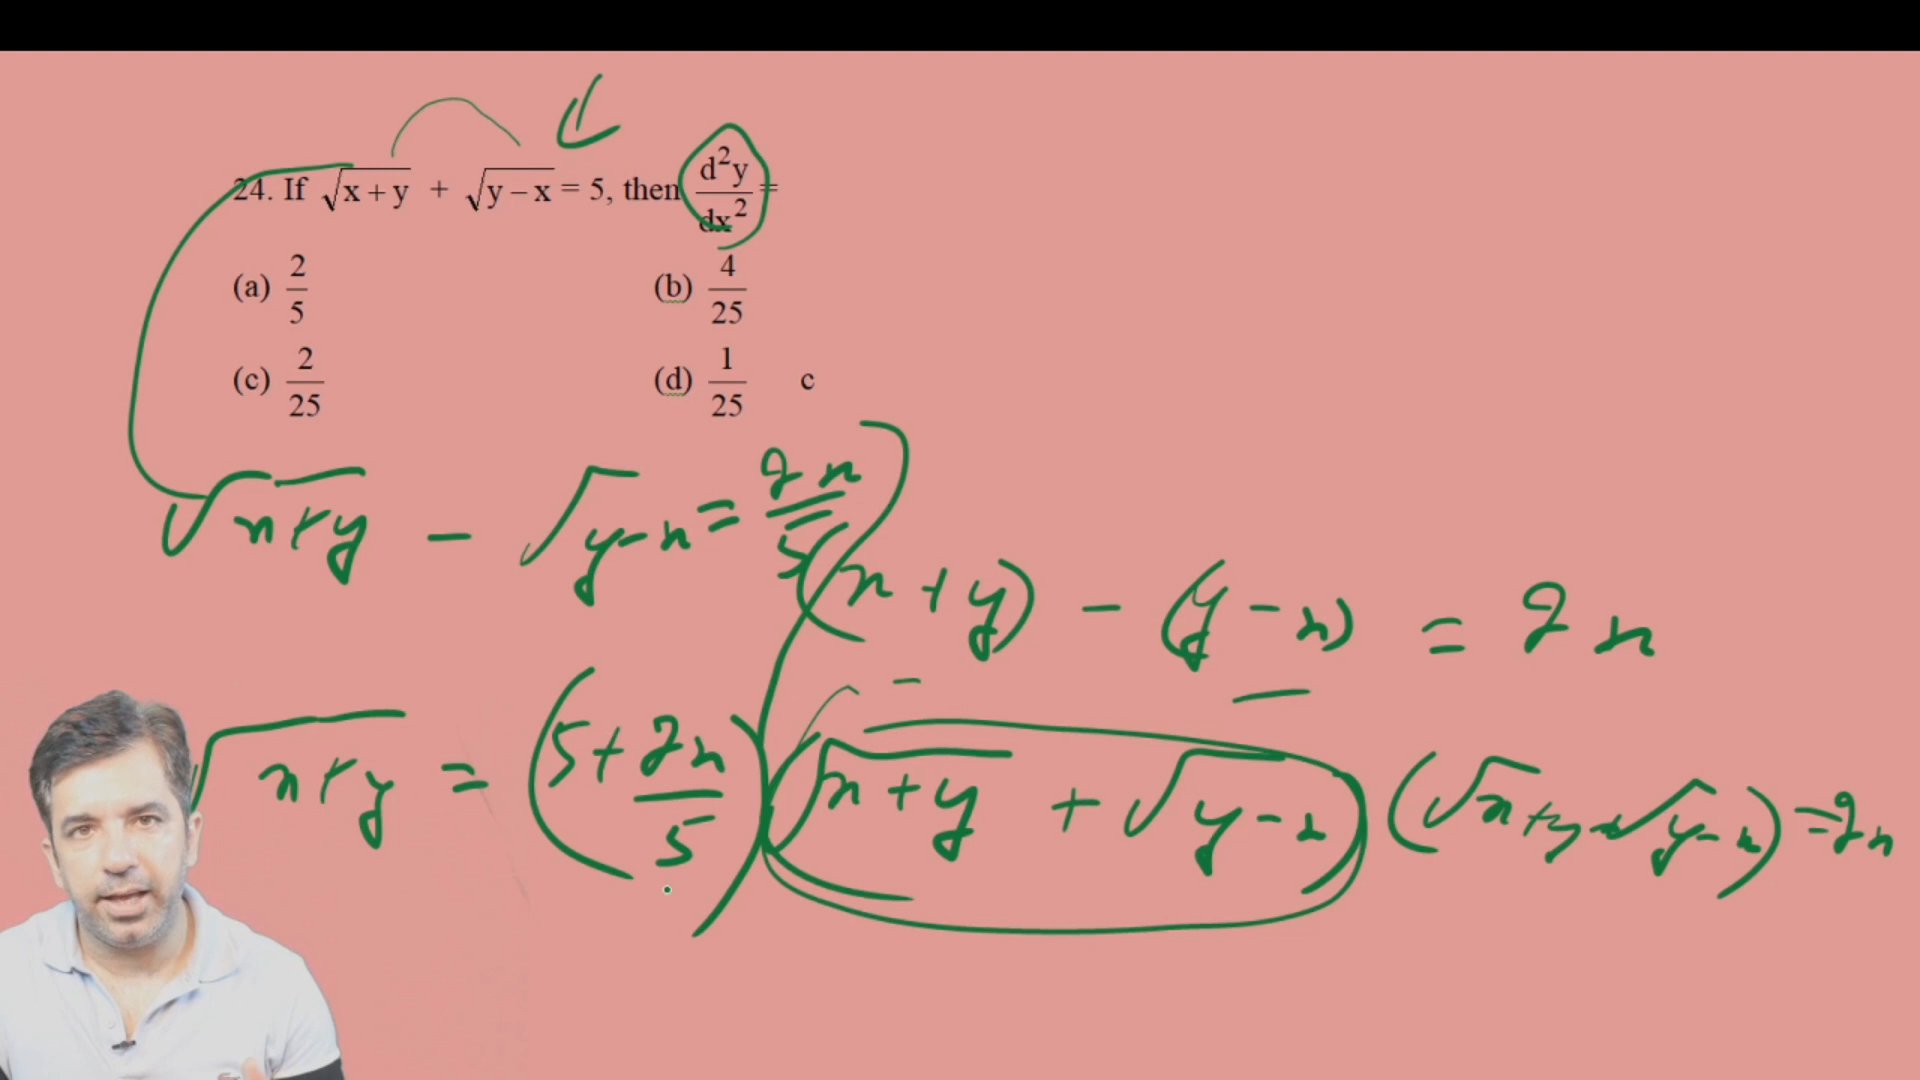 24. If √(x + y) + √(y – x) = 5, then d²y/dx² =
(a) 2/5 (b) 4/25
(c) 2/25 (d) 1/25 c
√(x+y) − √(y−x) = 2x/5
(x+y) − (y−x) = 2x
√(x+y) = (5 + 2x/5)
(√(x+y) + √(y−x)) (√(x+y) − √(y−x)) = 2x